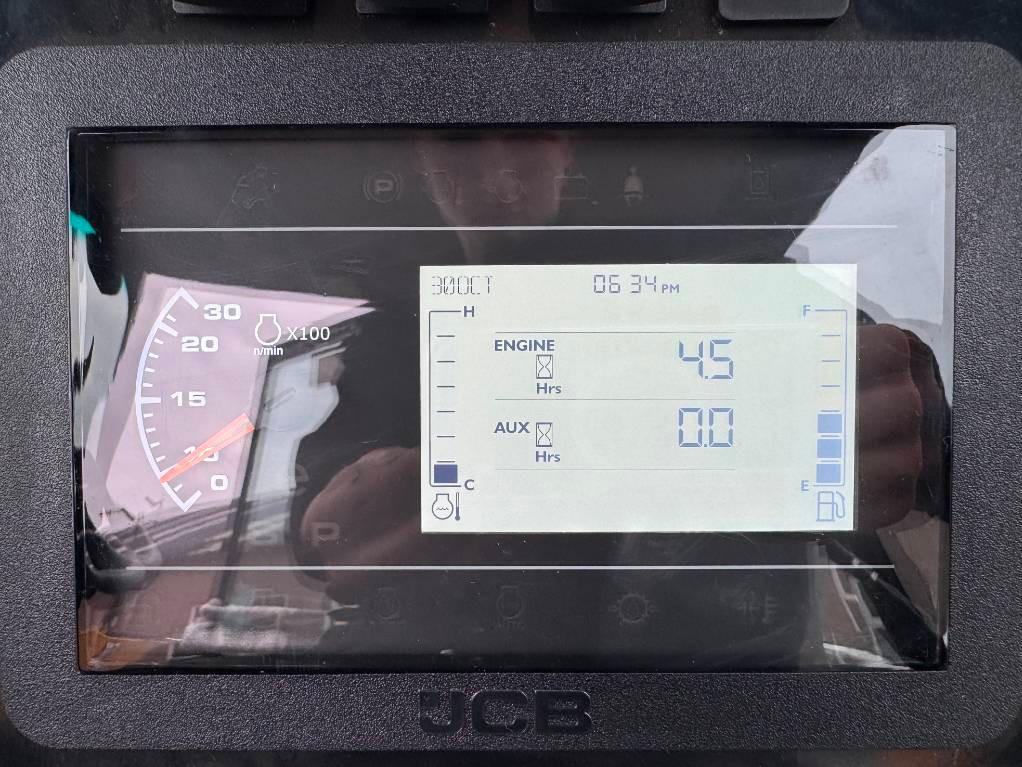 P
30OCT 06 34 PM
H F
30
X100
n/min
20
ENGINE 4.5
Hrs
15
AUX 0.0
Hrs
10
0
C E
P
JCB